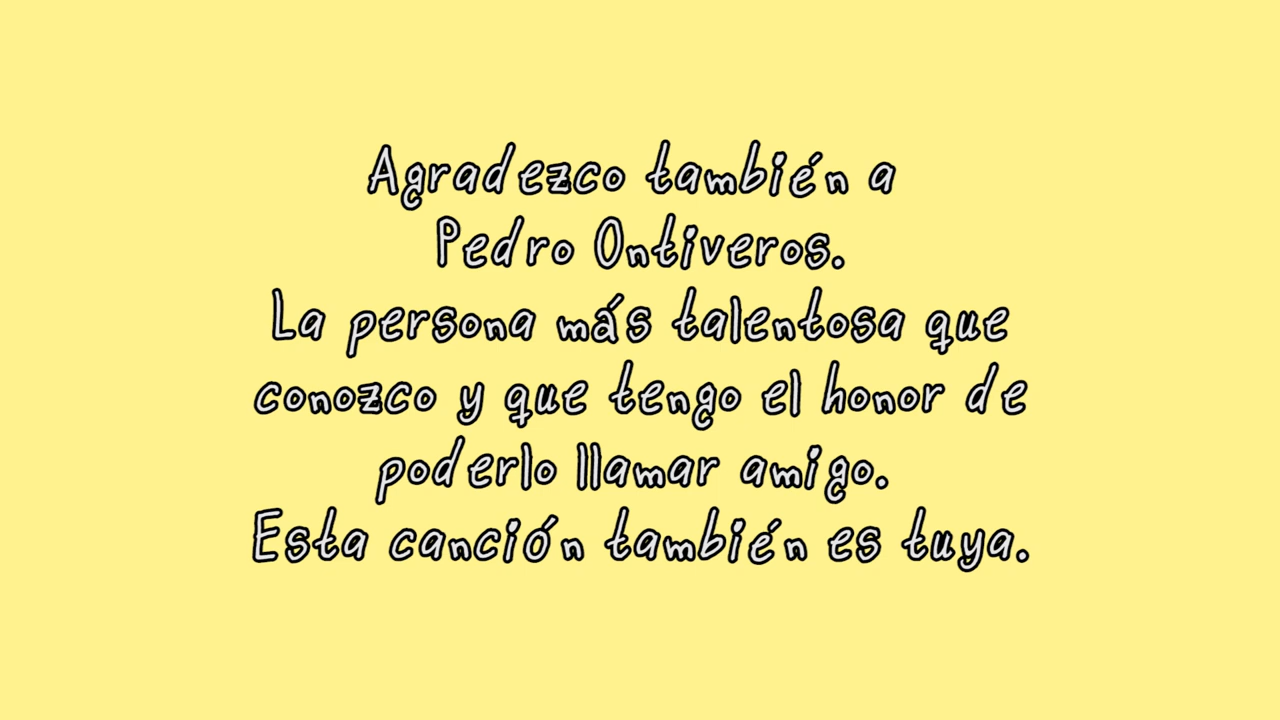 Agradezco también a
Pedro Ontiveros.
La persona más talentosa que
conozco y que tengo el honor de
poderlo llamar amigo.
Esta canción también es tuya.